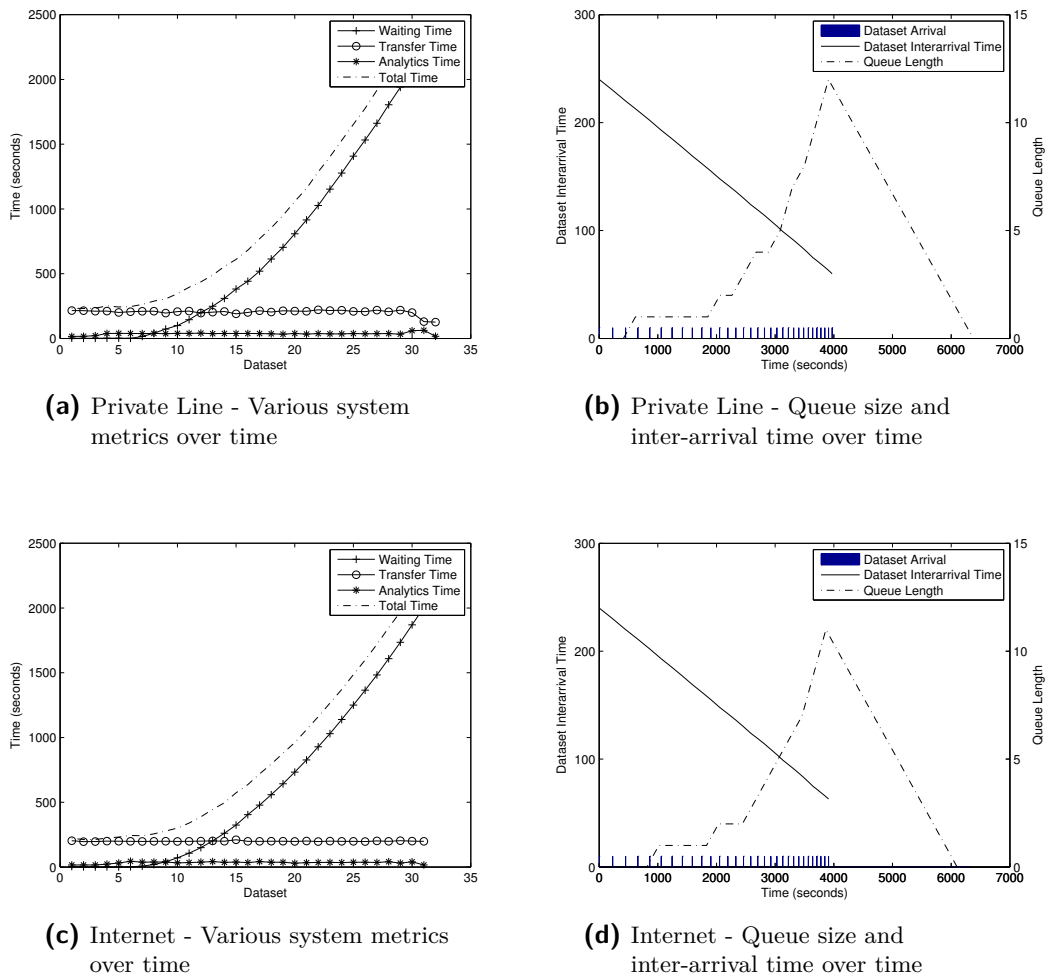 2500
2000
1500
1000
500
0
Time (seconds)
0 5 10 15 20 25 30 35
Dataset
Waiting Time
Transfer Time
Analytics Time
Total Time
(a) Private Line - Various system
metrics over time
300
200
100
0
Dataset Interarrival Time
15
10
5
0
Queue Length
0 1000 2000 3000 4000 5000 6000 7000
Time (seconds)
Dataset Arrival
Dataset Interarrival Time
Queue Length
(b) Private Line - Queue size and
inter-arrival time over time
2500
2000
1500
1000
500
0
Time (seconds)
0 5 10 15 20 25 30 35
Dataset
Waiting Time
Transfer Time
Analytics Time
Total Time
(c) Internet - Various system metrics
over time
300
200
100
0
Dataset Interarrival Time
15
10
5
0
Queue Length
0 1000 2000 3000 4000 5000 6000 7000
Time (seconds)
Dataset Arrival
Dataset Interarrival Time
Queue Length
(d) Internet - Queue size and
inter-arrival time over time